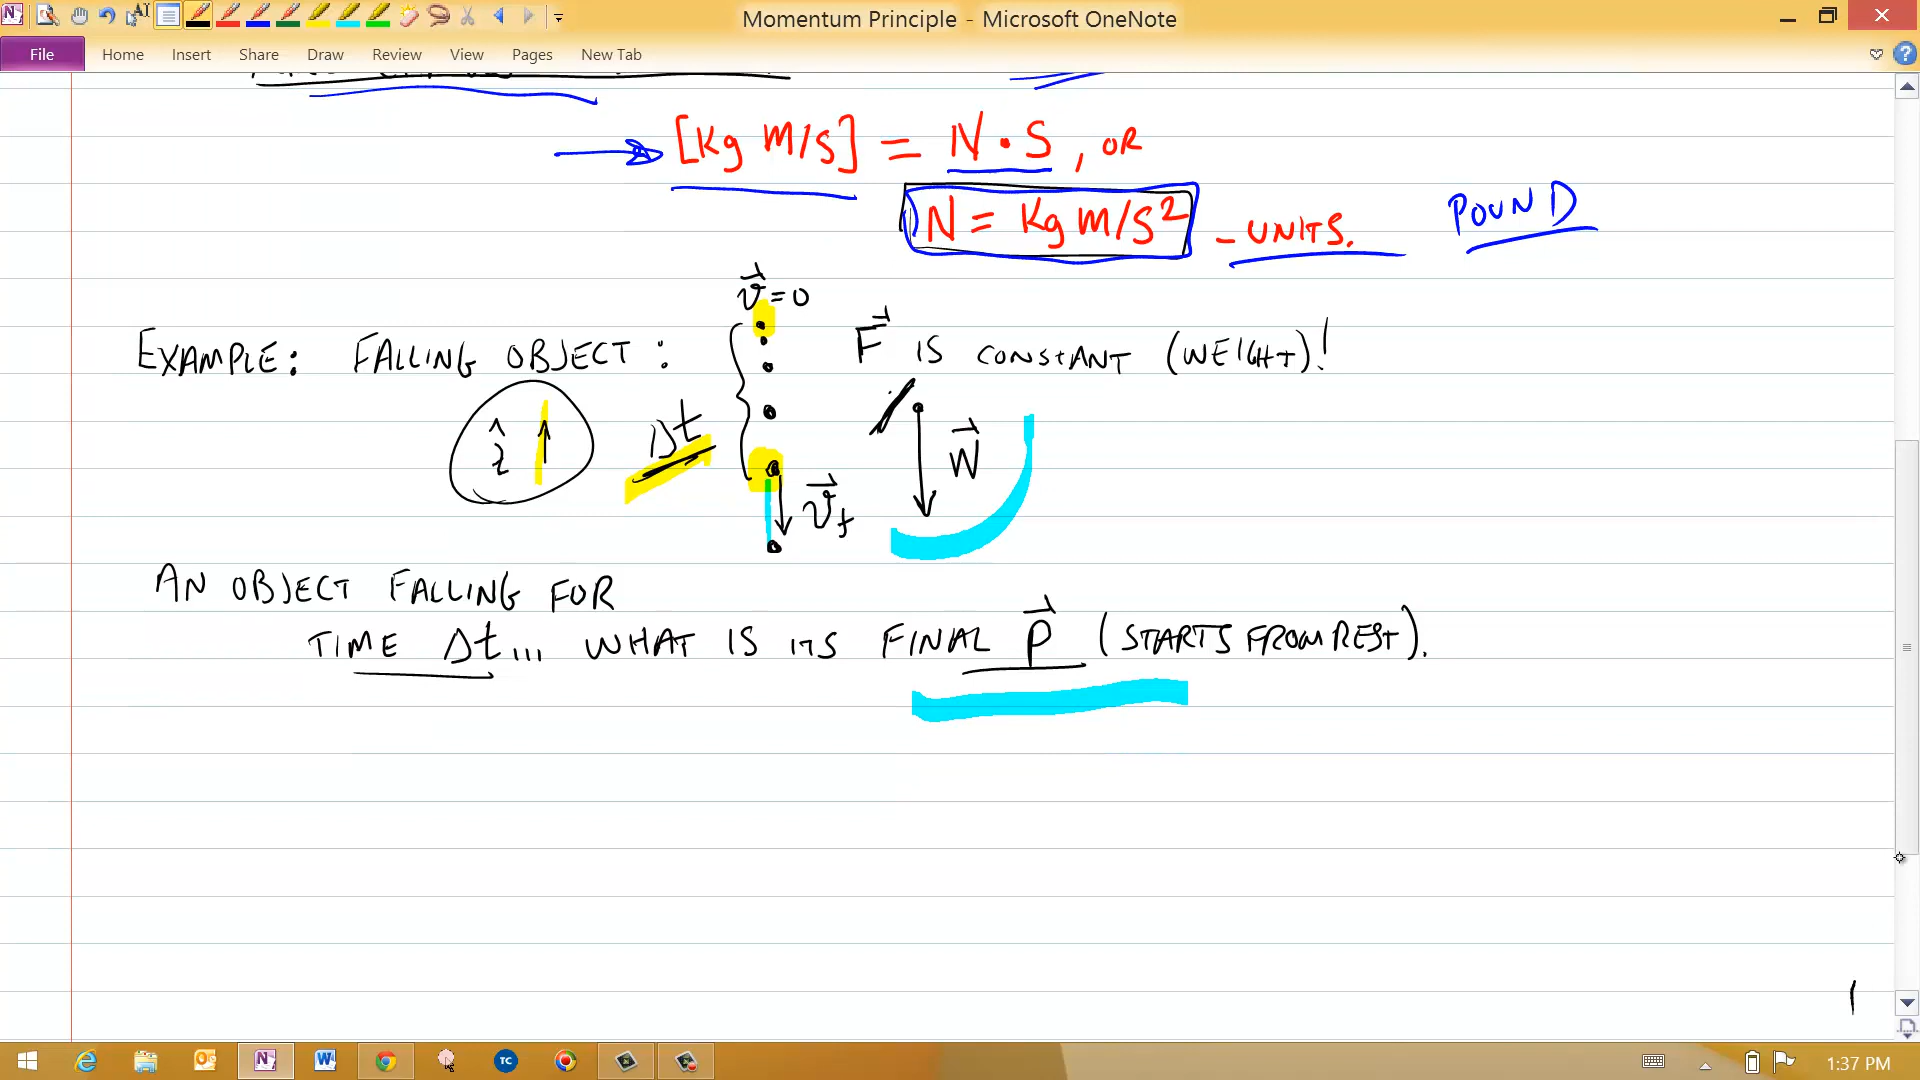 Momentum Principle - Microsoft OneNote
File Home Insert Share Draw Review View Pages New Tab
[Kg M/S] = N • S, OR
N = Kg M/S² - UNITS. POUND
v⃗ = 0
EXAMPLE: FALLING OBJECT: F⃗ IS CONSTANT (WEIGHT)!
ẑ Δt W⃗
v⃗f
AN OBJECT FALLING FOR
TIME Δt... WHAT IS ITS FINAL P⃗ (STARTS FROM REST).
1:37 PM